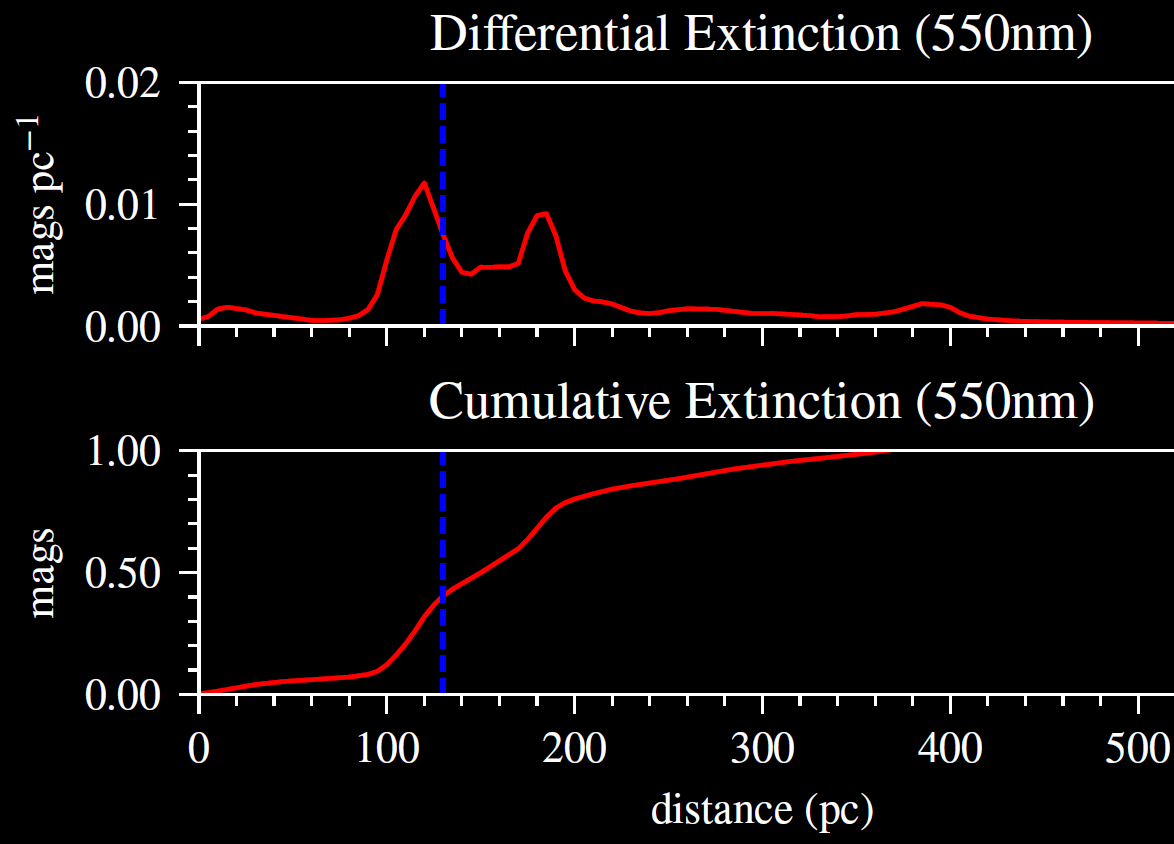 Differential Extinction (550nm)
0.02
0.01
0.00
mags pc⁻¹
Cumulative Extinction (550nm)
1.00
0.50
0.00
mags
0 100 200 300 400 500
distance (pc)